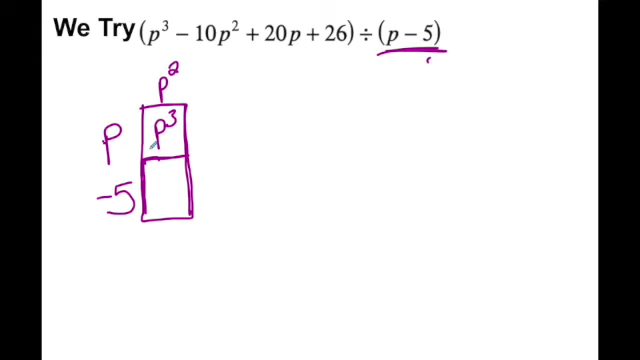 We Try (p³ − 10p² + 20p + 26) ÷ (p − 5)
p²
p p³
-5